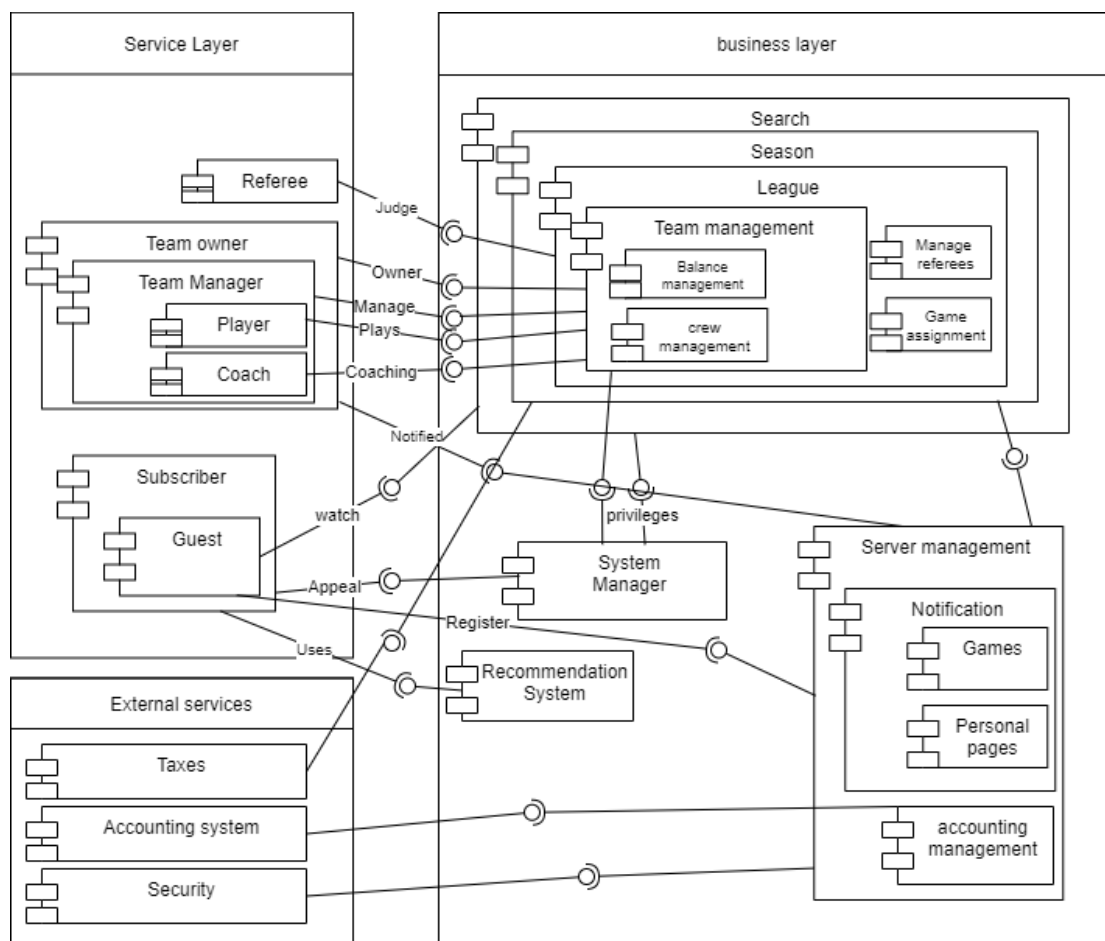 Service Layer
business layer
Search
Season
League
Referee
Judge
Team management
Team owner
Manage
referees
Balance
management
Owner
Team Manager
Manage
Player
Plays
crew
management
Game
assignment
Coach
Coaching
Notified
Subscriber
watch
privileges
Guest
Server management
System
Manager
Appeal
Notification
Register
Games
Uses
Recommendation
System
External services
Personal
pages
Taxes
Accounting system
accounting
management
Security